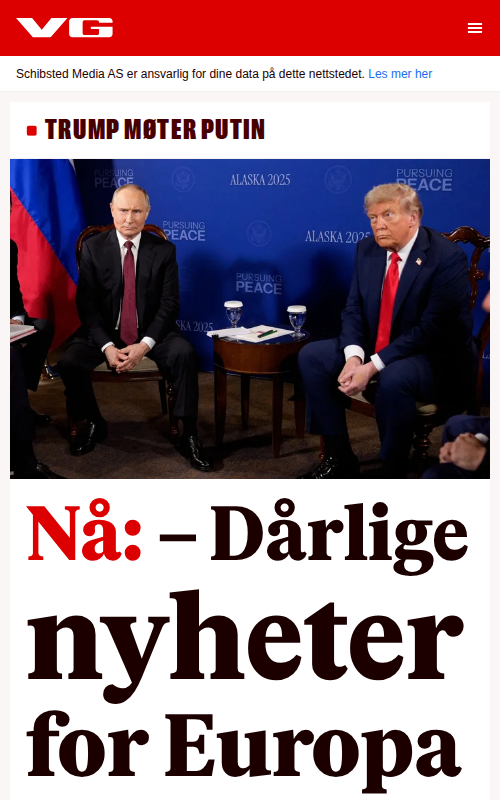 VG
Schibsted Media AS er ansvarlig for dine data på dette nettstedet. Les mer her
TRUMP MØTER PUTIN
PURSUING
PEACE
ALASKA 2025
PURSUING
PEACE
PURSUING
PEACE
ALASKA 2025
PURSUING
PEACE
SKA 2025
Nå: – Dårlige
nyheter
for Europa